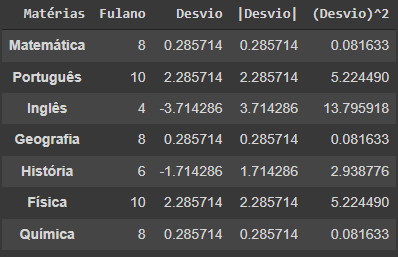 Matérias Fulano Desvio |Desvio| (Desvio)^2
Matemática 8 0.285714 0.285714 0.081633
Português 10 2.285714 2.285714 5.224490
Inglês 4 -3.714286 3.714286 13.795918
Geografia 8 0.285714 0.285714 0.081633
História 6 -1.714286 1.714286 2.938776
Física 10 2.285714 2.285714 5.224490
Química 8 0.285714 0.285714 0.081633